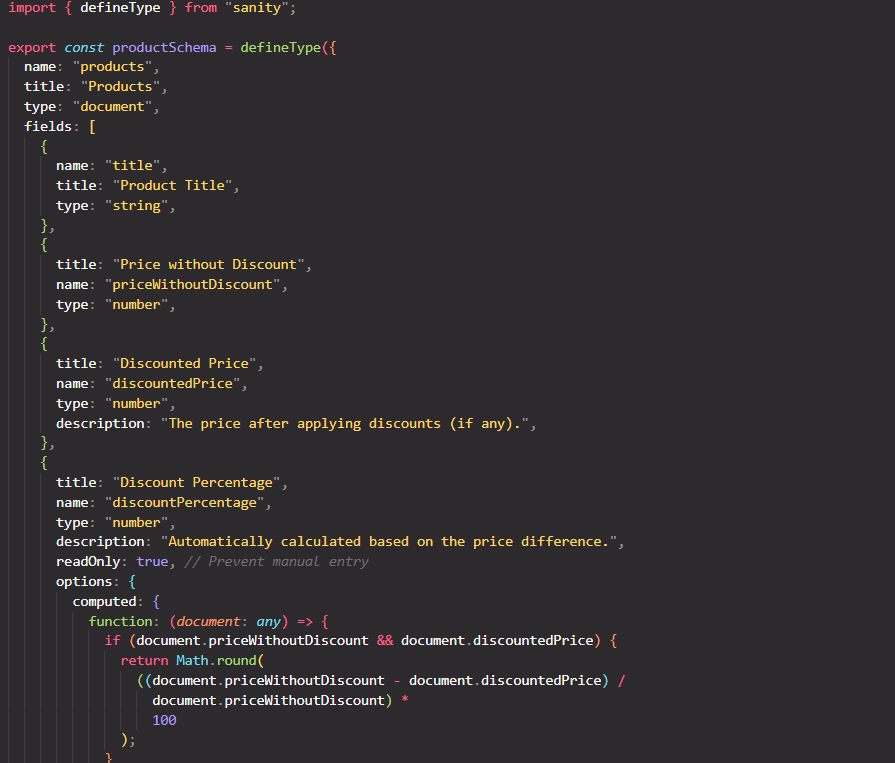 import { defineType } from "sanity";
export const productSchema = defineType({
name: "products",
title: "Products",
type: "document",
fields: [
{
name: "title",
title: "Product Title",
type: "string",
},
{
title: "Price without Discount",
name: "priceWithoutDiscount",
type: "number",
},
{
title: "Discounted Price",
name: "discountedPrice",
type: "number",
description: "The price after applying discounts (if any).",
},
{
title: "Discount Percentage",
name: "discountPercentage",
type: "number",
description: "Automatically calculated based on the price difference.",
readOnly: true, // Prevent manual entry
options: {
computed: {
function: (document: any) => {
if (document.priceWithoutDiscount && document.discountedPrice) {
return Math.round(
((document.priceWithoutDiscount - document.discountedPrice) /
document.priceWithoutDiscount) *
100
);
}